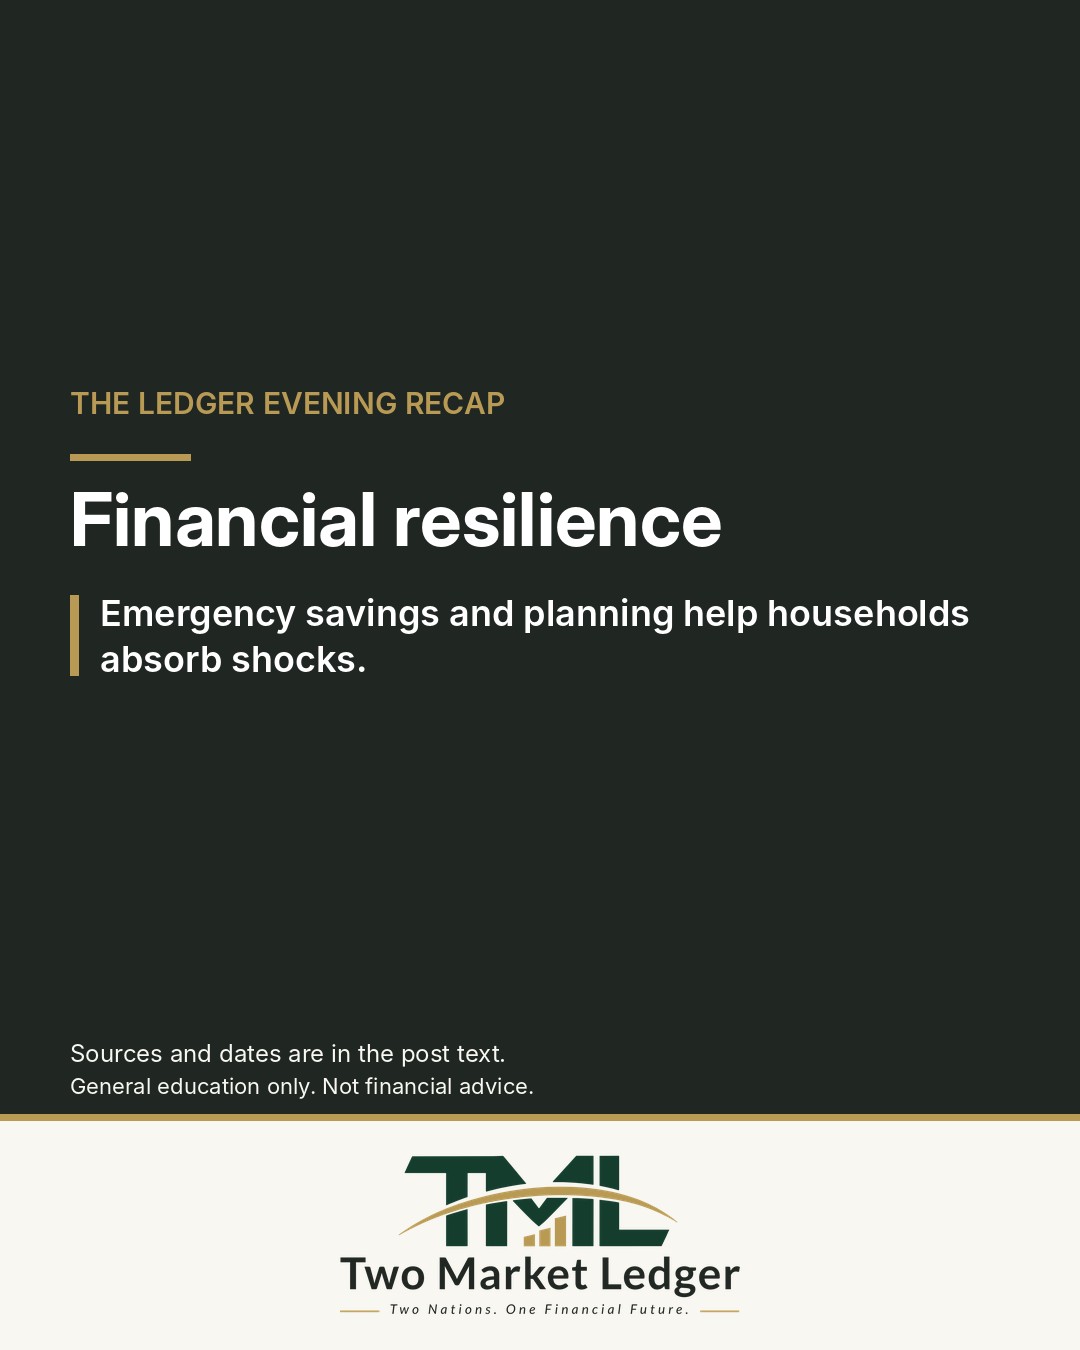 THE LEDGER EVENING RECAP
Financial resilience
Emergency savings and planning help households
absorb shocks.
Sources and dates are in the post text.
General education only. Not financial advice.
TML
Two Market Ledger
Two Nations. One Financial Future.